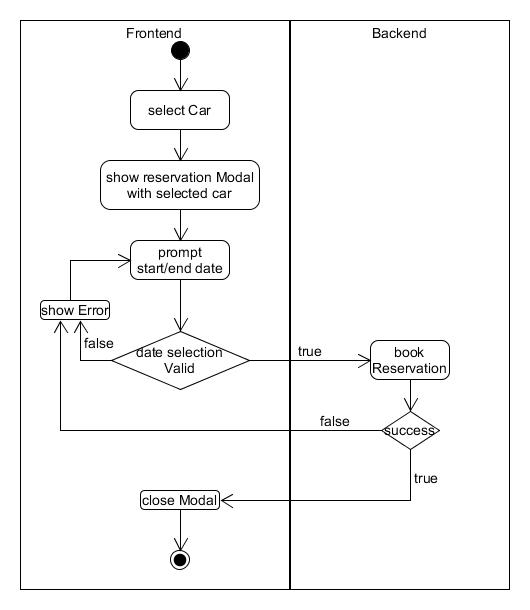 Frontend
Backend
select Car
show reservation Modal
with selected car
prompt
start/end date
show Error
false
date selection
Valid
true
book
Reservation
false
success
true
close Modal